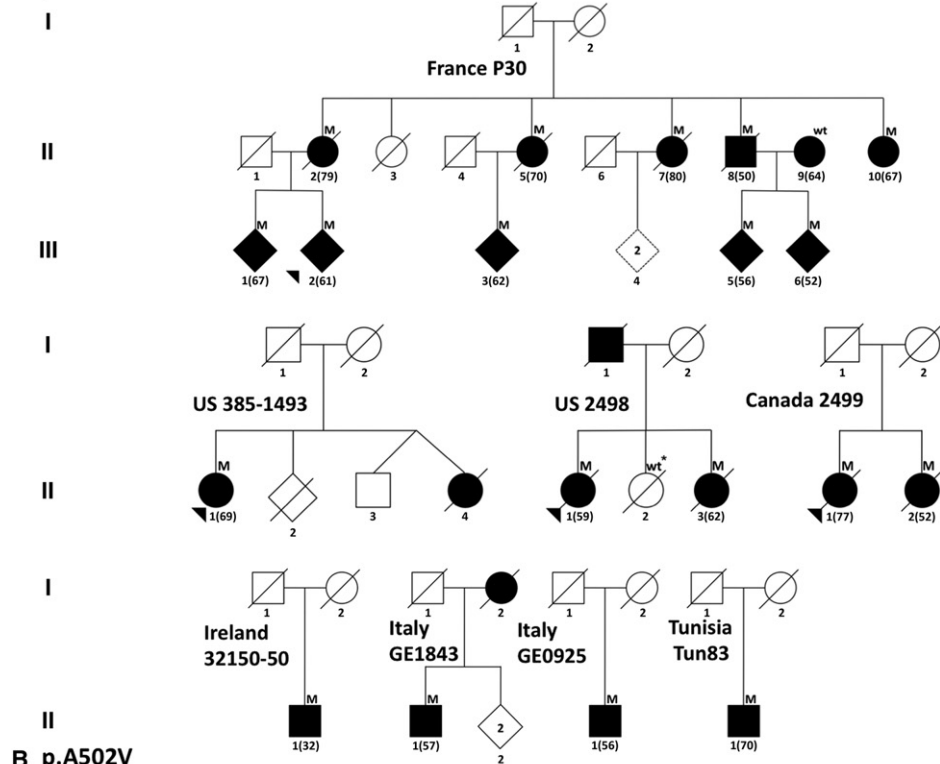 I
1 2
France P30
M M M M wt M
II
1 2(79) 3 4 5(70) 6 7(80) 8(50) 9(64) 10(67)
M M M 2 M M
III
1(67) 2(61) 3(62) 4 5(56) 6(52)
I
1 2 1 2 1 2
US 385-1493 US 2498 Canada 2499
M M wt* M M M
II
1(69) 2 3 4 1(59) 2 3(62) 1(77) 2(52)
I
1 2 1 2 1 2 1 2
Ireland Italy Italy Tunisia
32150-50 GE1843 GE0925 Tun83
M M M M
II 2
1(32) 1(57) 2 1(56) 1(70)
B p.A502V